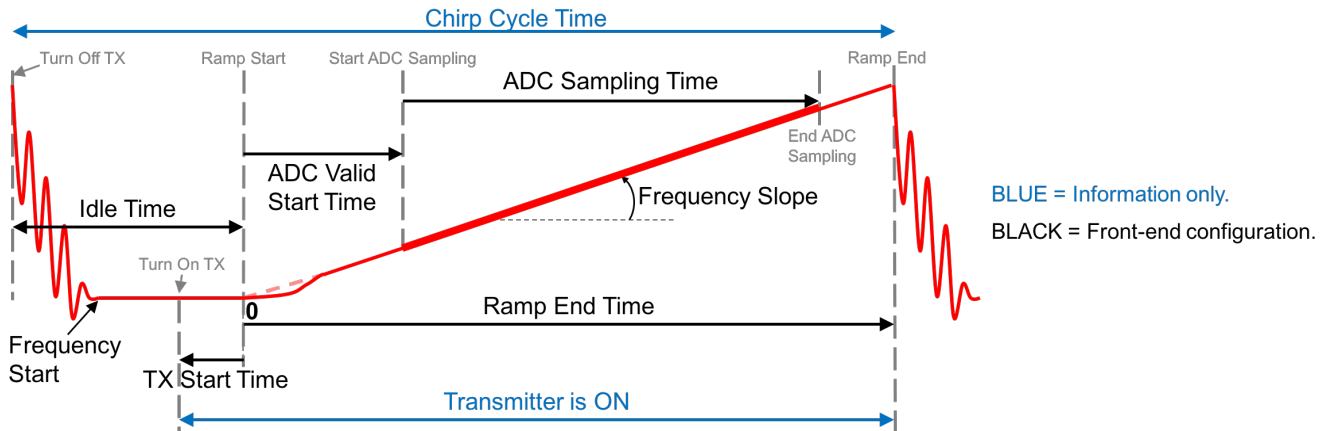 Chirp Cycle Time
Turn Off TX
Ramp Start
Start ADC Sampling
Ramp End
ADC Sampling Time
End ADC
Sampling
ADC Valid
Start Time
Frequency Slope
Idle Time
BLUE = Information only.
BLACK = Front-end configuration.
Turn On TX
0
Ramp End Time
Frequency
Start
TX Start Time
Transmitter is ON